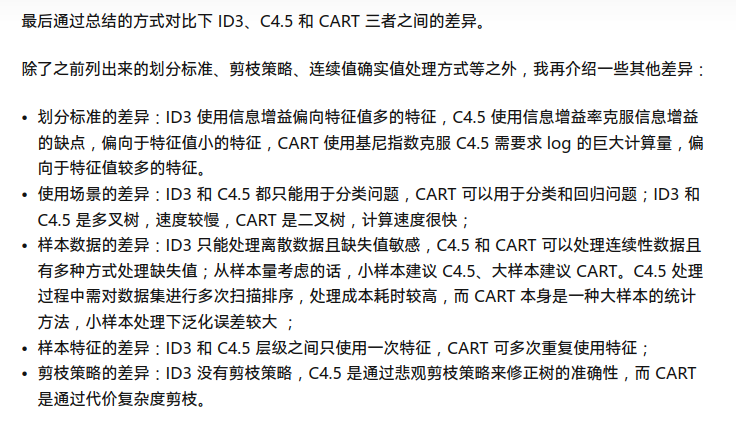 最后通过总结的方式对比下 ID3、C4.5 和 CART 三者之间的差异。
除了之前列出来的划分标准、剪枝策略、连续值确实值处理方式等之外，我再介绍一些其他差异：
• 划分标准的差异：ID3 使用信息增益偏向特征值多的特征，C4.5 使用信息增益率克服信息增益
的缺点，偏向于特征值小的特征，CART 使用基尼指数克服 C4.5 需要求 log 的巨大计算量，偏
向于特征值较多的特征。
• 使用场景的差异：ID3 和 C4.5 都只能用于分类问题，CART 可以用于分类和回归问题；ID3 和
C4.5 是多叉树，速度较慢，CART 是二叉树，计算速度很快；
• 样本数据的差异：ID3 只能处理离散数据且缺失值敏感，C4.5 和 CART 可以处理连续性数据且
有多种方式处理缺失值；从样本量考虑的话，小样本建议 C4.5、大样本建议 CART。C4.5 处理
过程中需对数据集进行多次扫描排序，处理成本耗时较高，而 CART 本身是一种大样本的统计
方法，小样本处理下泛化误差较大 ；
• 样本特征的差异：ID3 和 C4.5 层级之间只使用一次特征，CART 可多次重复使用特征；
• 剪枝策略的差异：ID3 没有剪枝策略，C4.5 是通过悲观剪枝策略来修正树的准确性，而 CART
是通过代价复杂度剪枝。